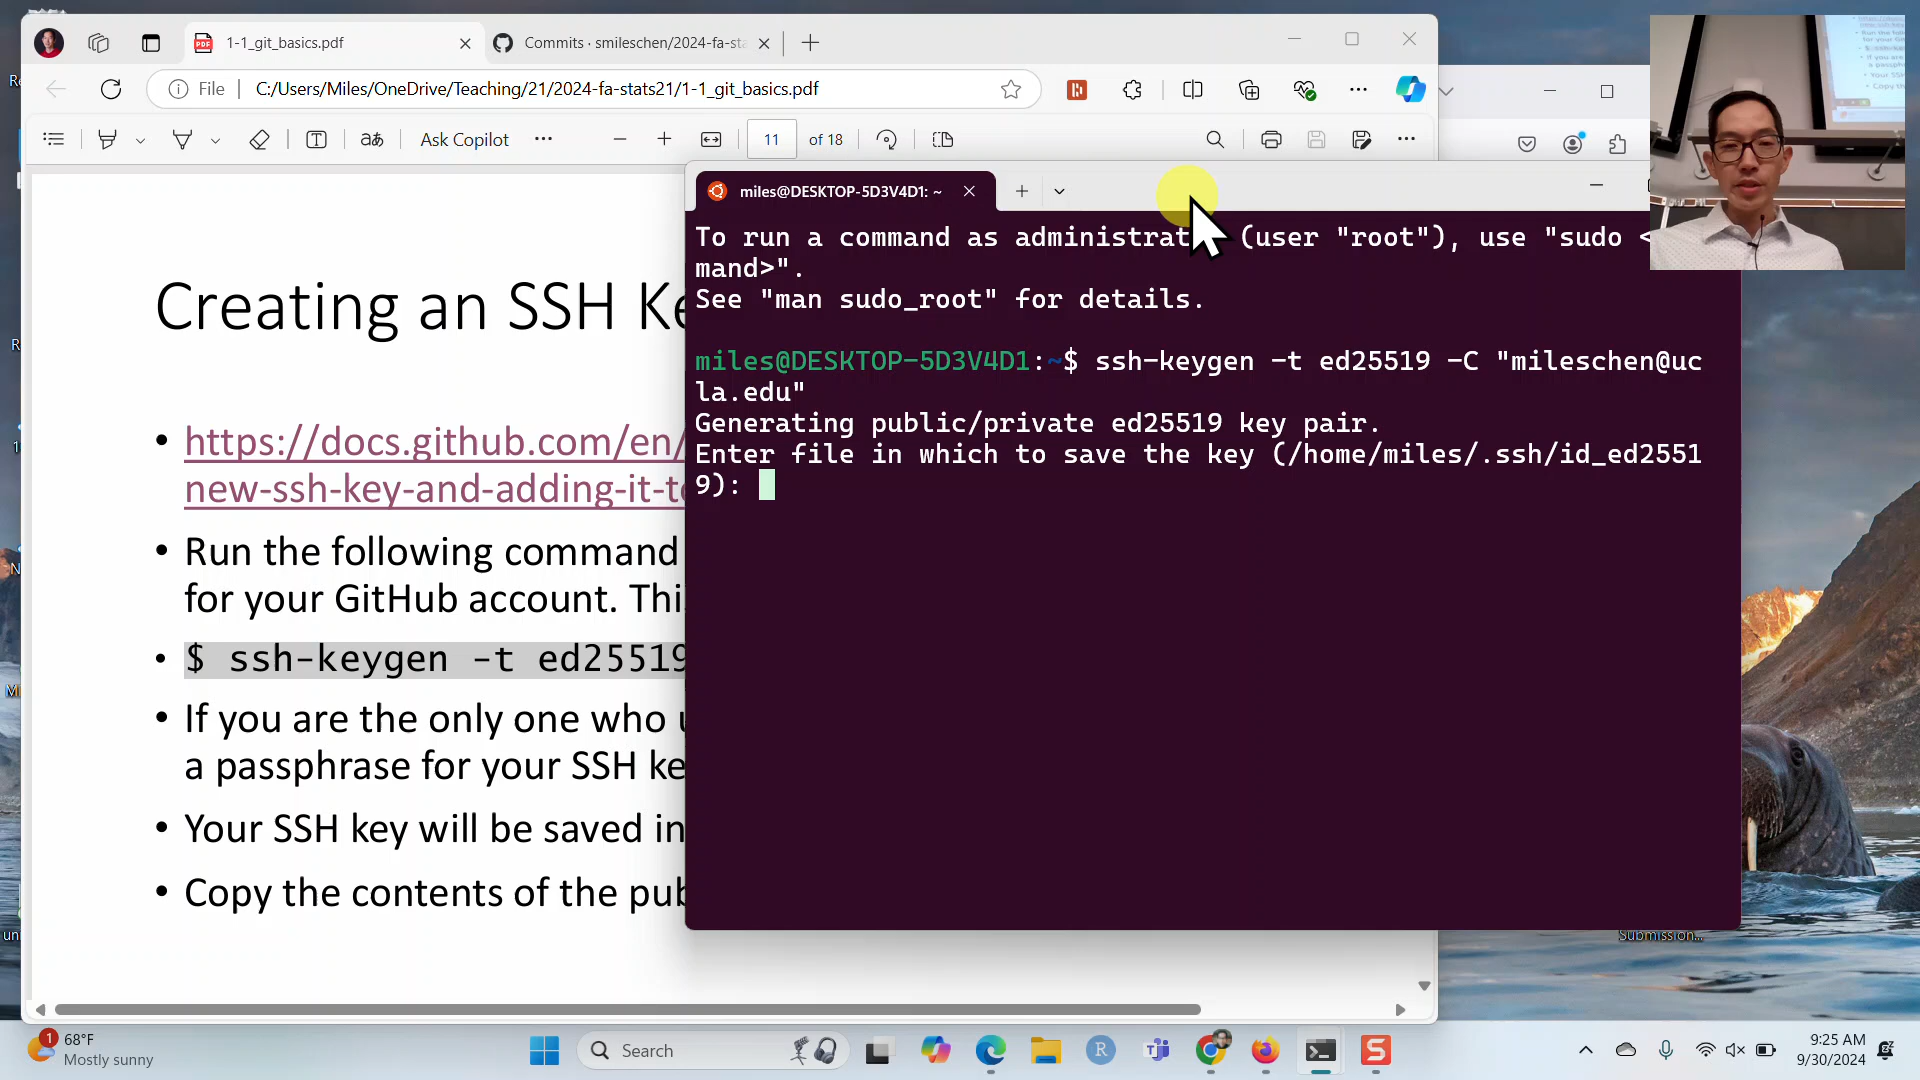 1-1_git_basics.pdf
Commits · smileschen/2024-fa-sta
File
C:/Users/Miles/OneDrive/Teaching/21/2024-fa-stats21/1-1_git_basics.pdf
Ask Copilot
11 of 18
miles@DESKTOP-5D3V4D1: ~
To run a command as administrat (user "root"), use "sudo <
mand>".
See "man sudo_root" for details.
miles@DESKTOP-5D3V4D1:~$ ssh-keygen -t ed25519 -C "mileschen@uc
la.edu"
Generating public/private ed25519 key pair.
Enter file in which to save the key (/home/miles/.ssh/id_ed2551
9):
Creating an SSH Ke
• https://docs.github.com/en/
new-ssh-key-and-adding-it-t
• Run the following command
for your GitHub account. Thi
• $ ssh-keygen -t ed25519
• If you are the only one who u
a passphrase for your SSH ke
• Your SSH key will be saved in
• Copy the contents of the pub
Submission...
1
68°F
Mostly sunny
Search
9:25 AM
9/30/2024